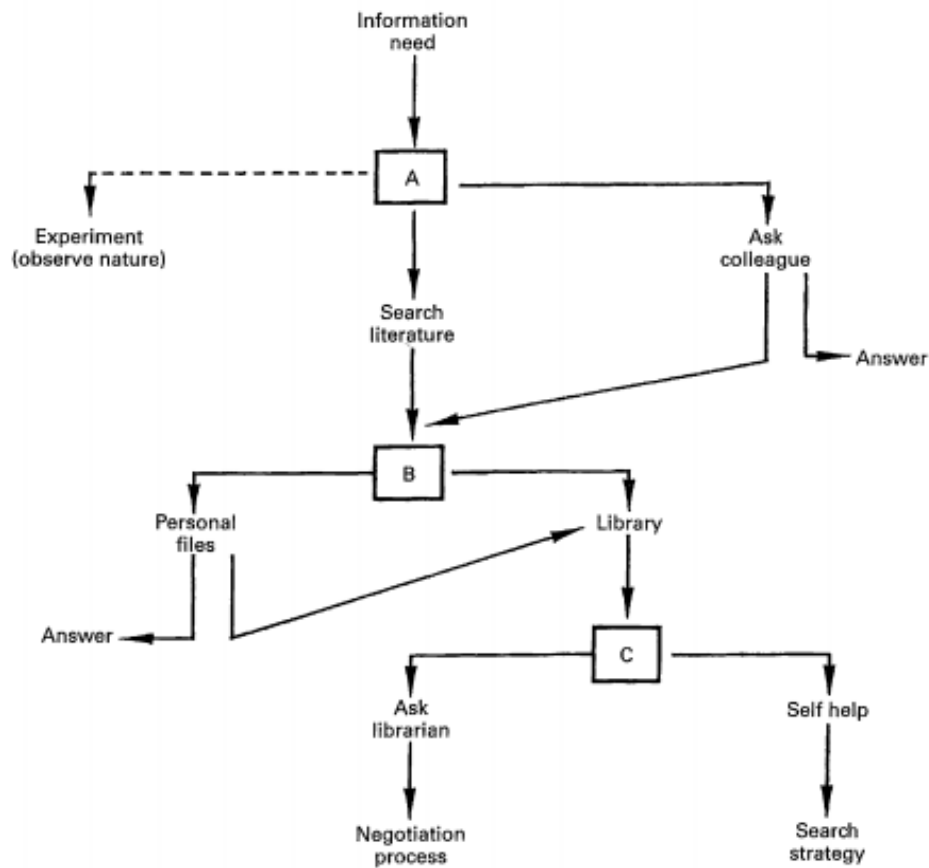 Information
need
A
Experiment
(observe nature)
Ask
colleague
Search
literature
Answer
B
Personal
files
Library
Answer
C
Ask
librarian
Self help
Negotiation
process
Search
strategy